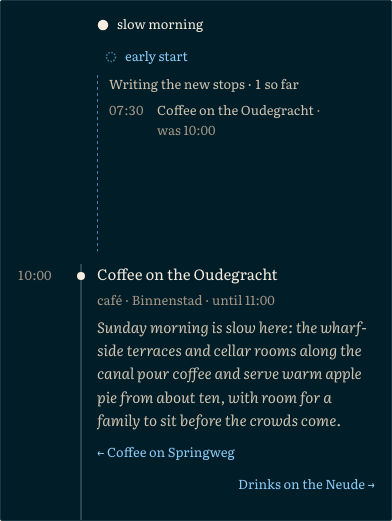 slow morning
early start
Writing the new stops · 1 so far
07:30 Coffee on the Oudegracht ·
was 10:00
10:00 Coffee on the Oudegracht
café · Binnenstad · until 11:00
Sunday morning is slow here: the wharf-
side terraces and cellar rooms along the
canal pour coffee and serve warm apple
pie from about ten, with room for a
family to sit before the crowds come.
← Coffee on Springweg
Drinks on the Neude →